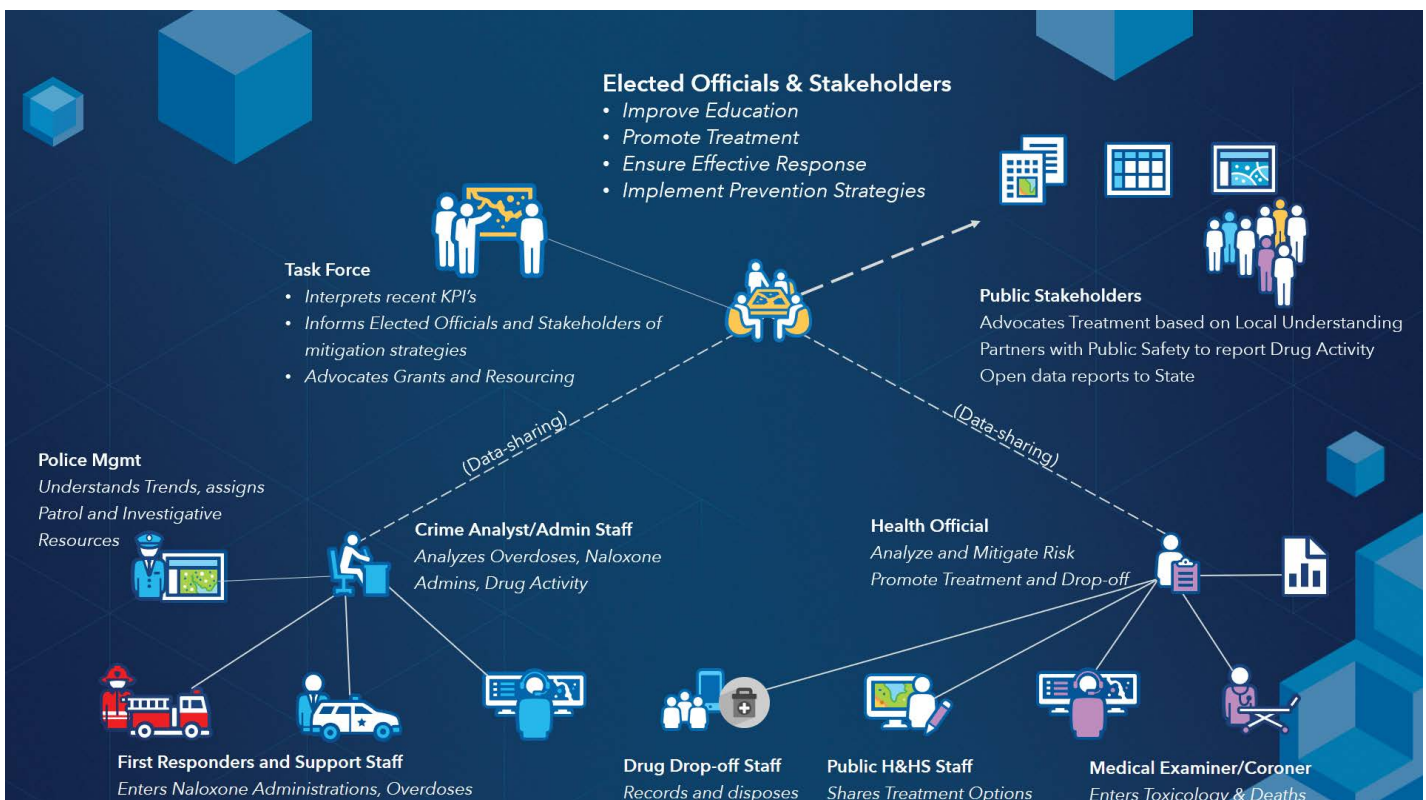 Elected Officials & Stakeholders
• Improve Education
• Promote Treatment
• Ensure Effective Response
• Implement Prevention Strategies
Task Force
• Interprets recent KPI's
• Informs Elected Officials and Stakeholders of
mitigation strategies
• Advocates Grants and Resourcing
Public Stakeholders
Advocates Treatment based on Local Understanding
Partners with Public Safety to report Drug Activity
Open data reports to State
(Data-sharing)
(Data-sharing)
Police Mgmt
Understands Trends, assigns
Patrol and Investigative
Resources
Crime Analyst/Admin Staff
Analyzes Overdoses, Naloxone
Admins, Drug Activity
Health Official
Analyze and Mitigate Risk
Promote Treatment and Drop-off
First Responders and Support Staff
Enters Naloxone Administrations, Overdoses
Drug Drop-off Staff
Records and disposes
Public H&HS Staff
Shares Treatment Options
Medical Examiner/Coroner
Enters Toxicology & Deaths